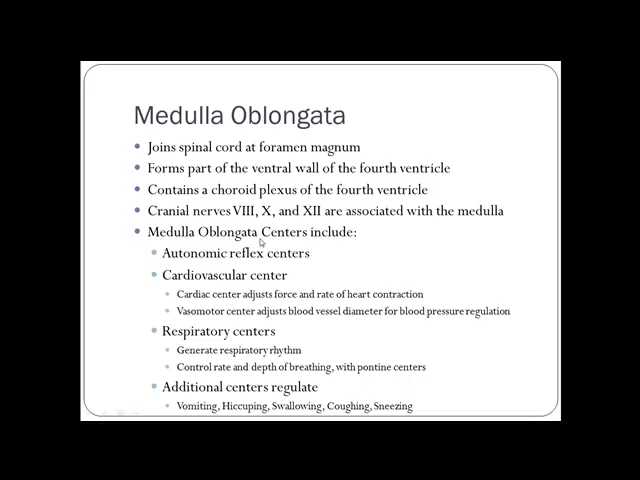 Medulla Oblongata
Joins spinal cord at foramen magnum
Forms part of the ventral wall of the fourth ventricle
Contains a choroid plexus of the fourth ventricle
Cranial nerves VIII, X, and XII are associated with the medulla
Medulla Oblongata Centers include:
Autonomic reflex centers
Cardiovascular center
Cardiac center adjusts force and rate of heart contraction
Vasomotor center adjusts blood vessel diameter for blood pressure regulation
Respiratory centers
Generate respiratory rhythm
Control rate and depth of breathing, with pontine centers
Additional centers regulate
Vomiting, Hiccuping, Swallowing, Coughing, Sneezing